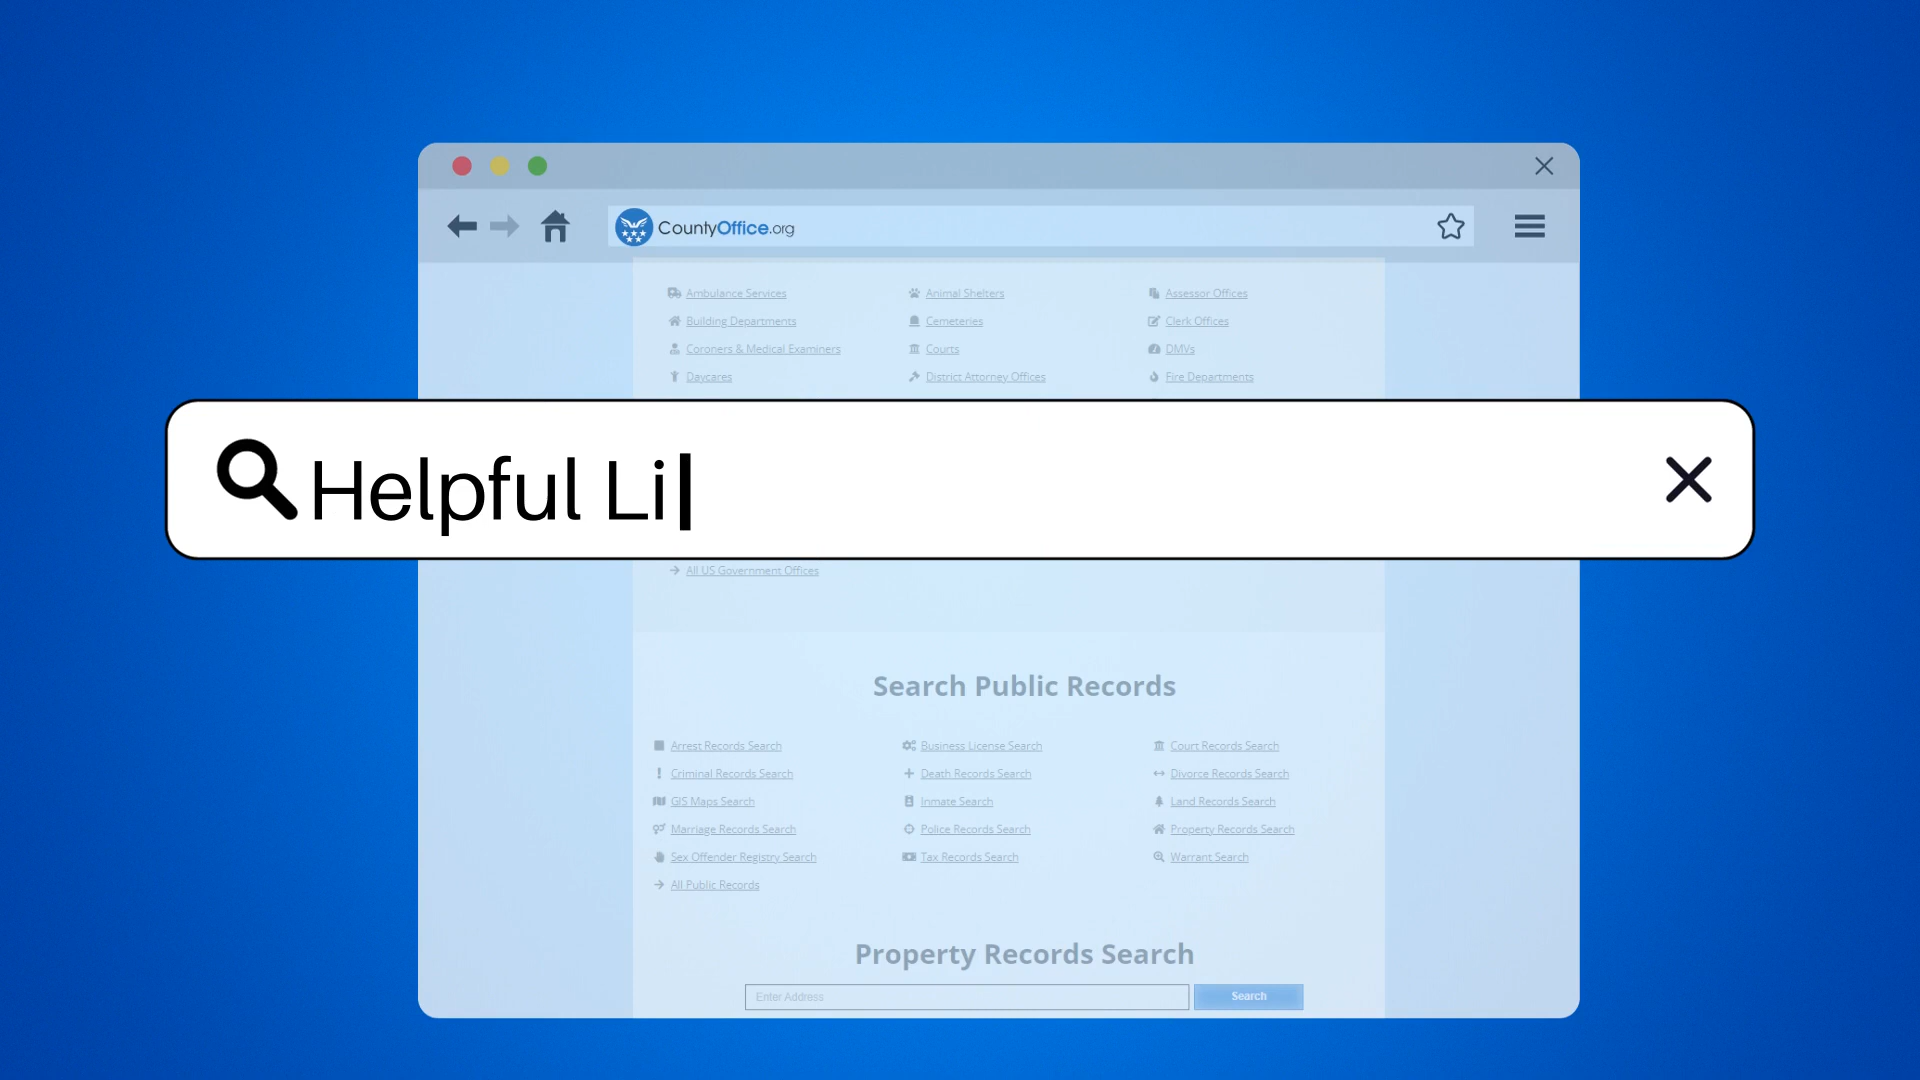 CountyOffice.org
Ambulance Services Animal Shelters Assessor Offices
Building Departments Cemeteries Clerk Offices
Coroners & Medical Examiners Courts DMVs
Daycares District Attorney Offices Fire Departments
Helpful Li
All US Government Offices
Search Public Records
Arrest Records Search Business License Search Court Records Search
Criminal Records Search Death Records Search Divorce Records Search
GIS Maps Search Inmate Search Land Records Search
Marriage Records Search Police Records Search Property Records Search
Sex Offender Registry Search Tax Records Search Warrant Search
All Public Records
Property Records Search
Enter Address Search